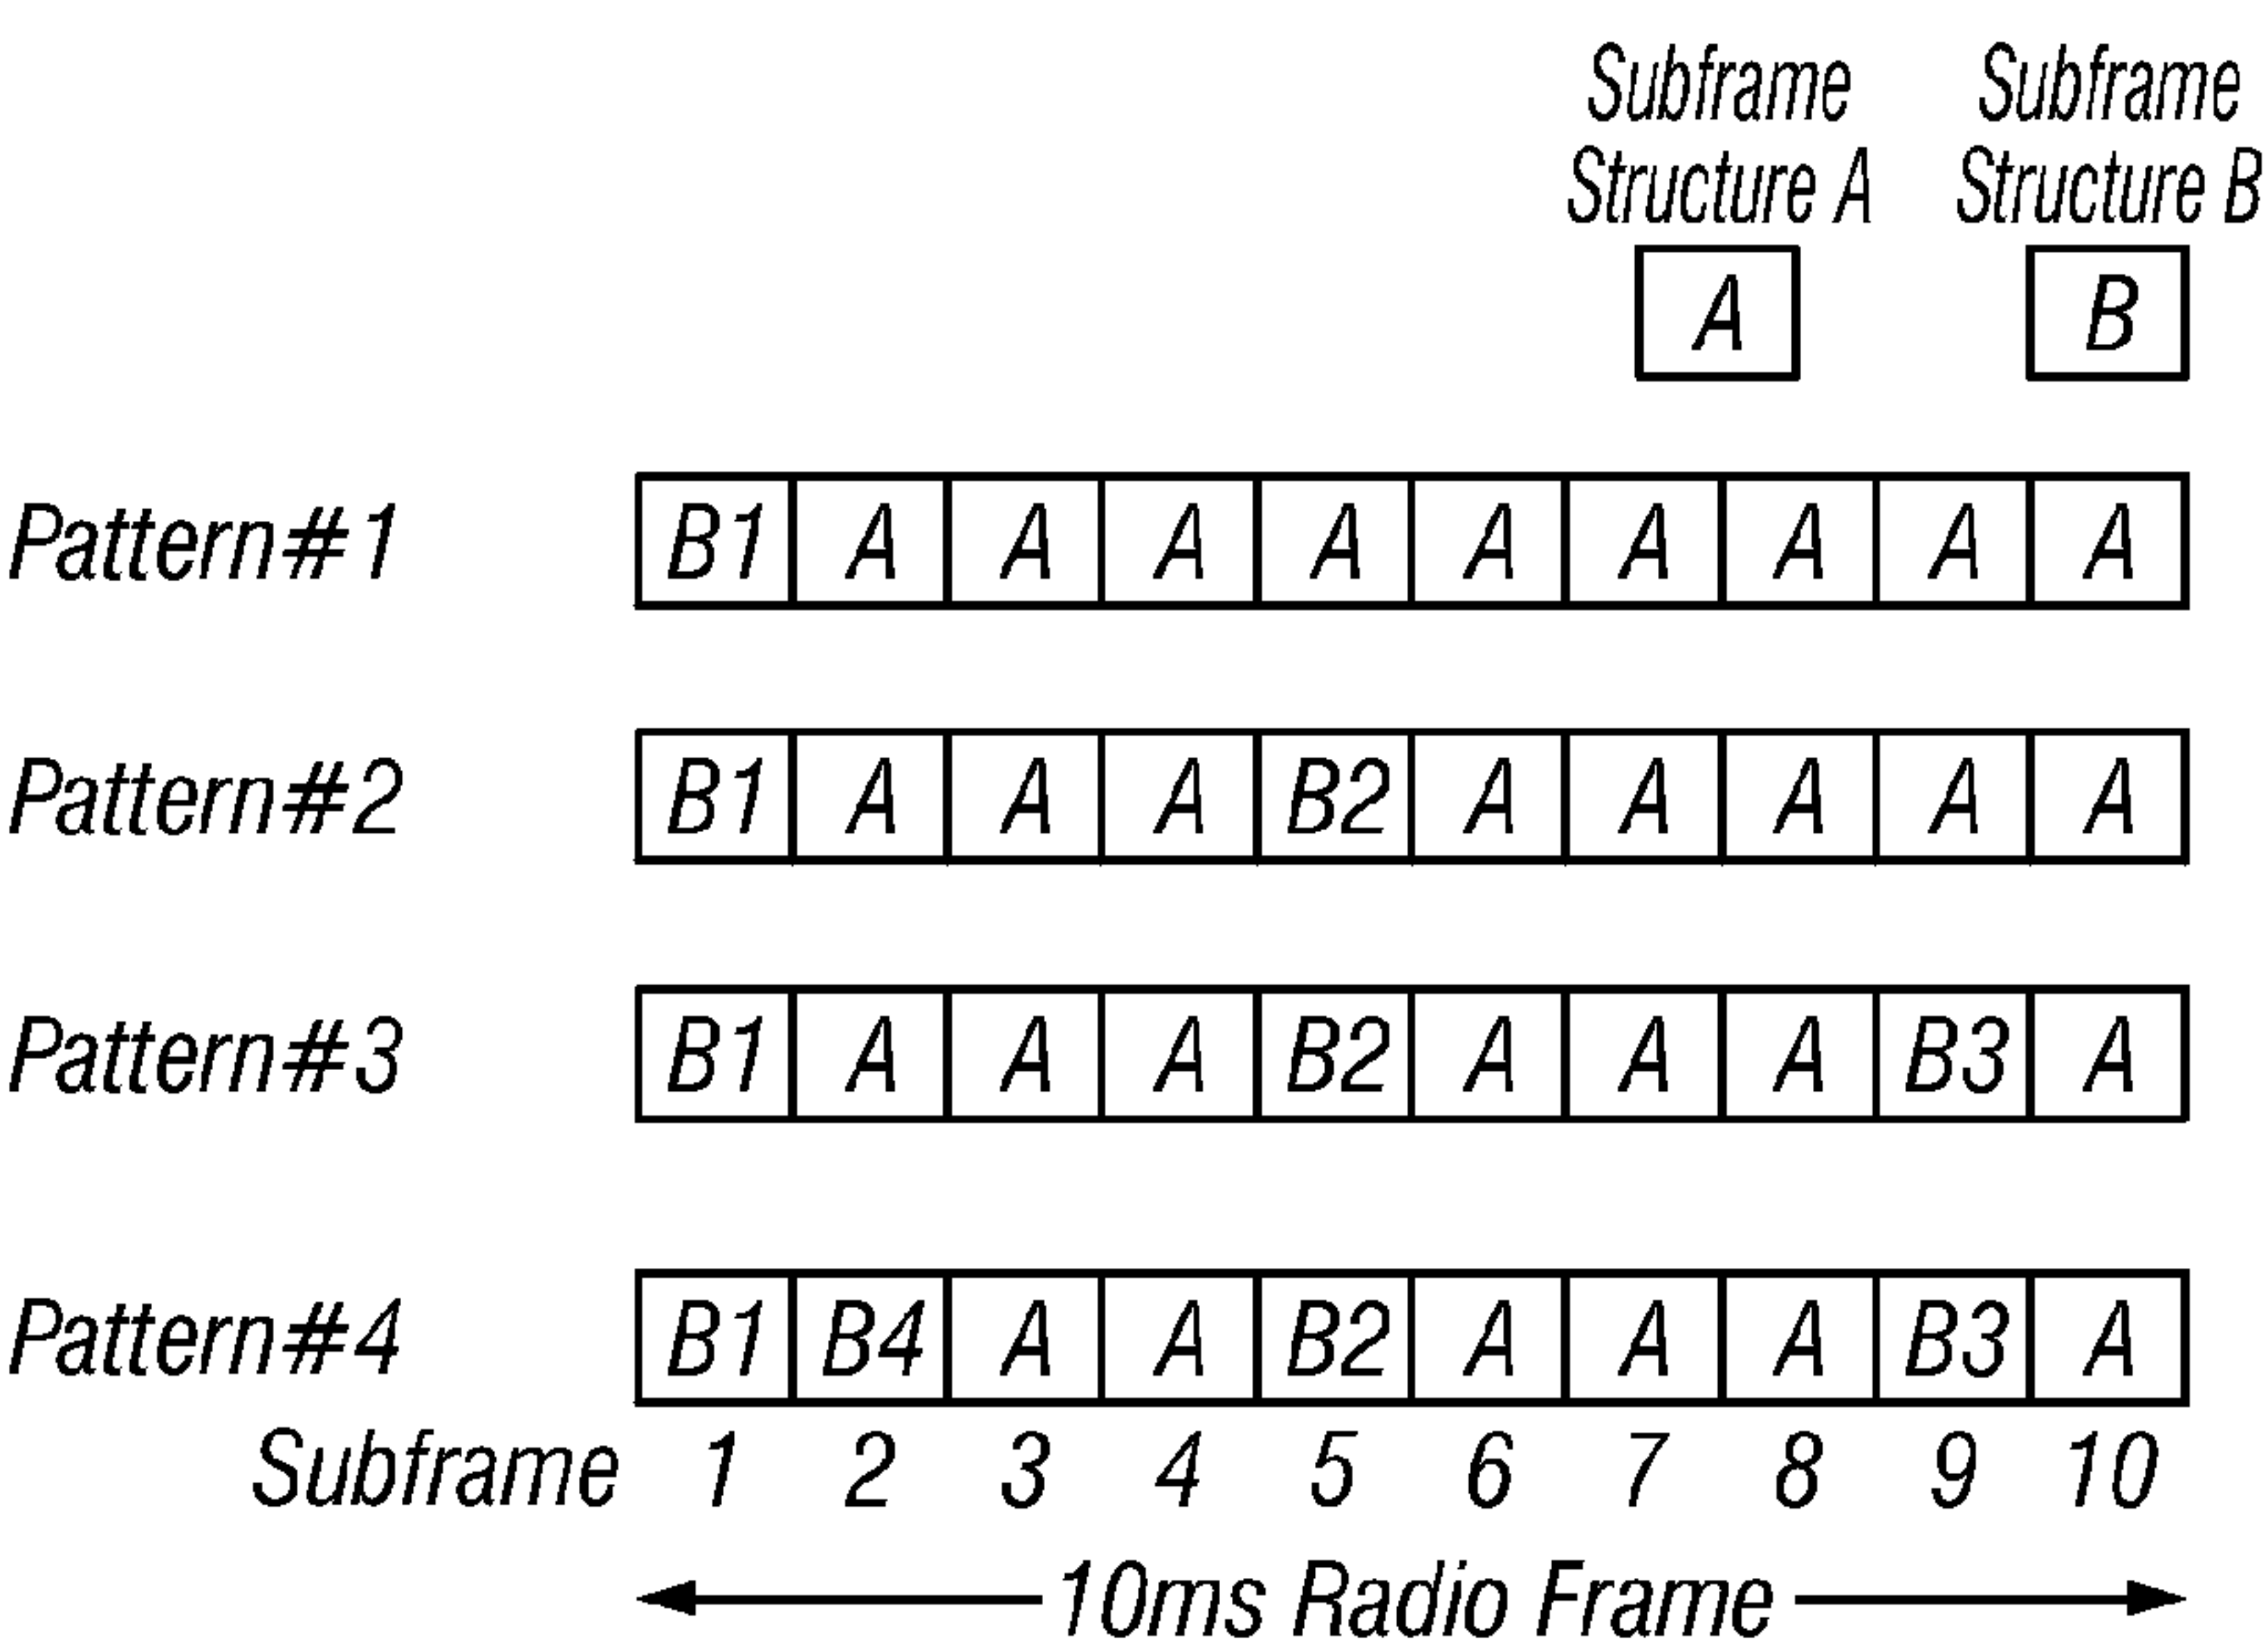 Subframe Structure A
Subframe Structure B
A
B
Pattern#1 B1 A A A A A A A A A
Pattern#2 B1 A A A B2 A A A A A
Pattern#3 B1 A A A B2 A A A B3 A
Pattern#4 B1 B4 A A B2 A A A B3 A
Subframe 1 2 3 4 5 6 7 8 9 10
10ms Radio Frame